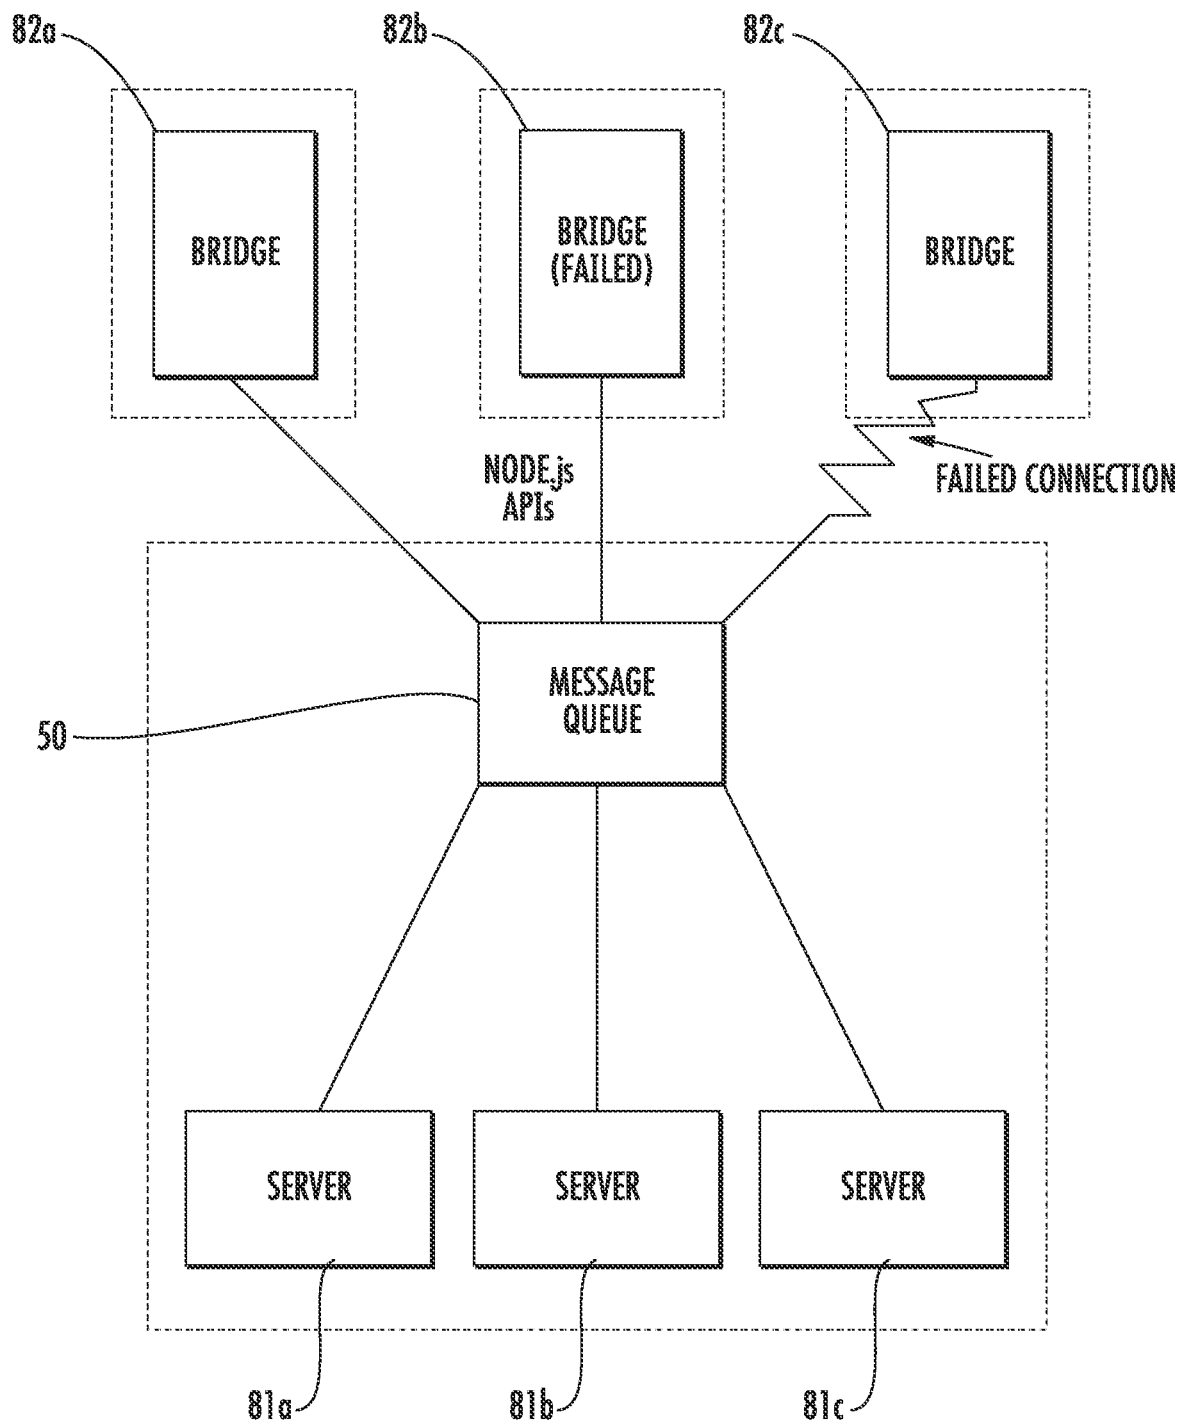 82a
82b
82c
BRIDGE
BRIDGE
(FAILED)
BRIDGE
NODE.js
APIs
FAILED CONNECTION
MESSAGE
QUEUE
50
SERVER
SERVER
SERVER
81a
81b
81c